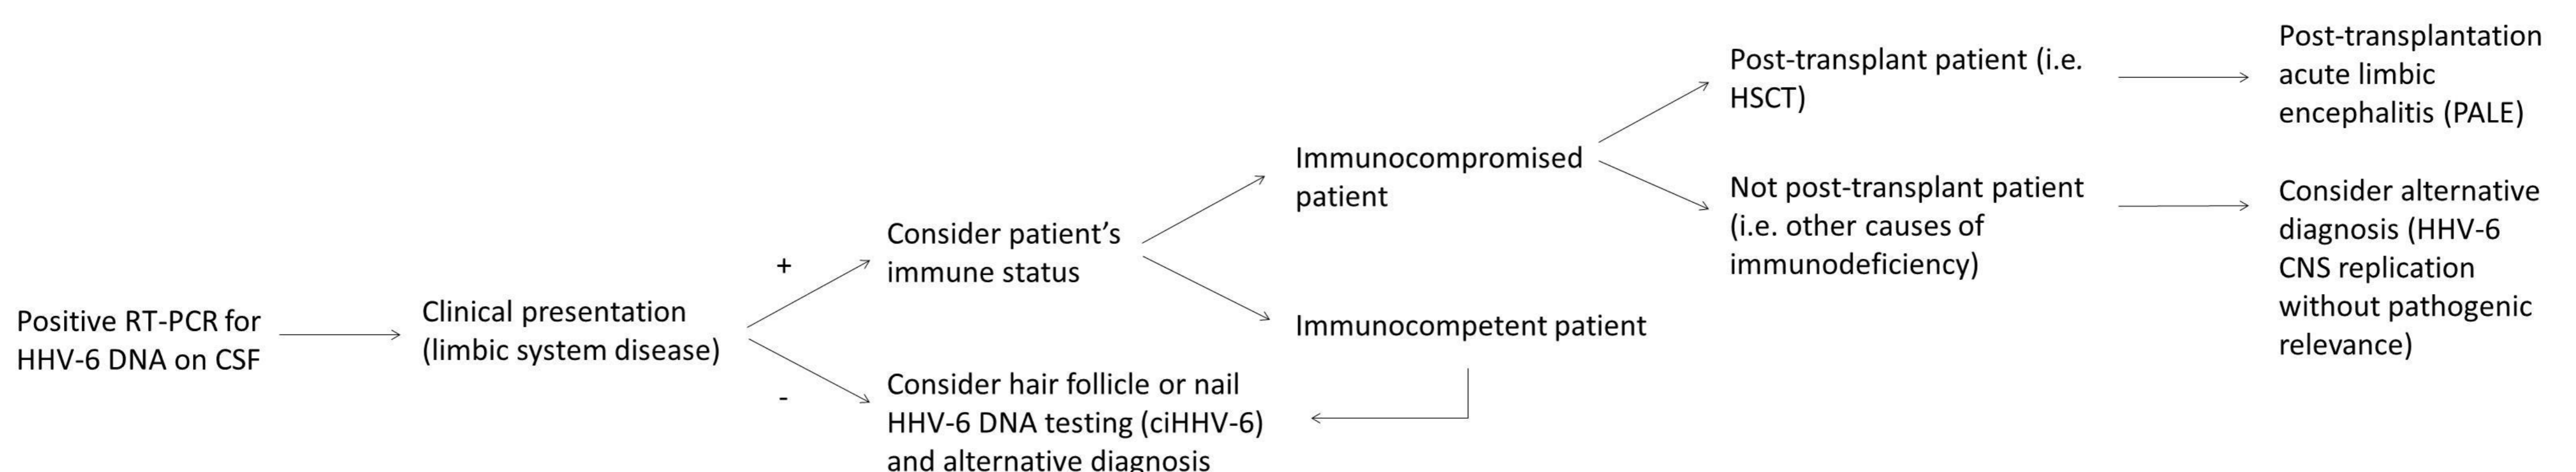 Positive RT-PCR for
HHV-6 DNA on CSF
Clinical presentation
(limbic system disease)
+
-
Consider patient’s
immune status
Consider hair follicle or nail
HHV-6 DNA testing (ciHHV-6)
and alternative diagnosis
Immunocompromised
patient
Immunocompetent patient
Post-transplant patient (i.e.
HSCT)
Not post-transplant patient
(i.e. other causes of
immunodeficiency)
Post-transplantation
acute limbic
encephalitis (PALE)
Consider alternative
diagnosis (HHV-6
CNS replication
without pathogenic
relevance)